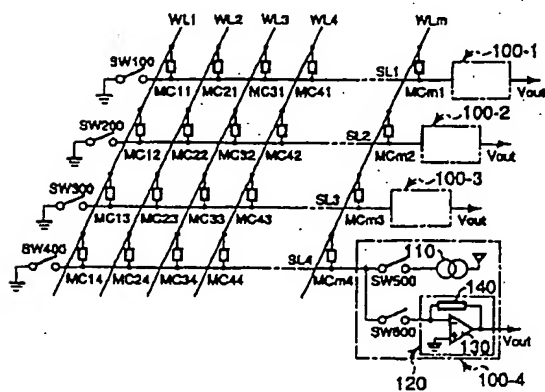 WL1 WL2 WL3 WL4 WLm
SW100 SL1 100-1
MC11 MC21 MC31 MC41 MCm1 Vout
SW200 SL2 100-2
MC12 MC22 MC32 MC42 MCm2 Vout
SW300 SL3 100-3
MC13 MC23 MC33 MC43 MCm3 Vout
SW400 SL4 110
MC14 MC24 MC34 MC44 MCm4 SW500
140
SW600
130 Vout
120 100-4